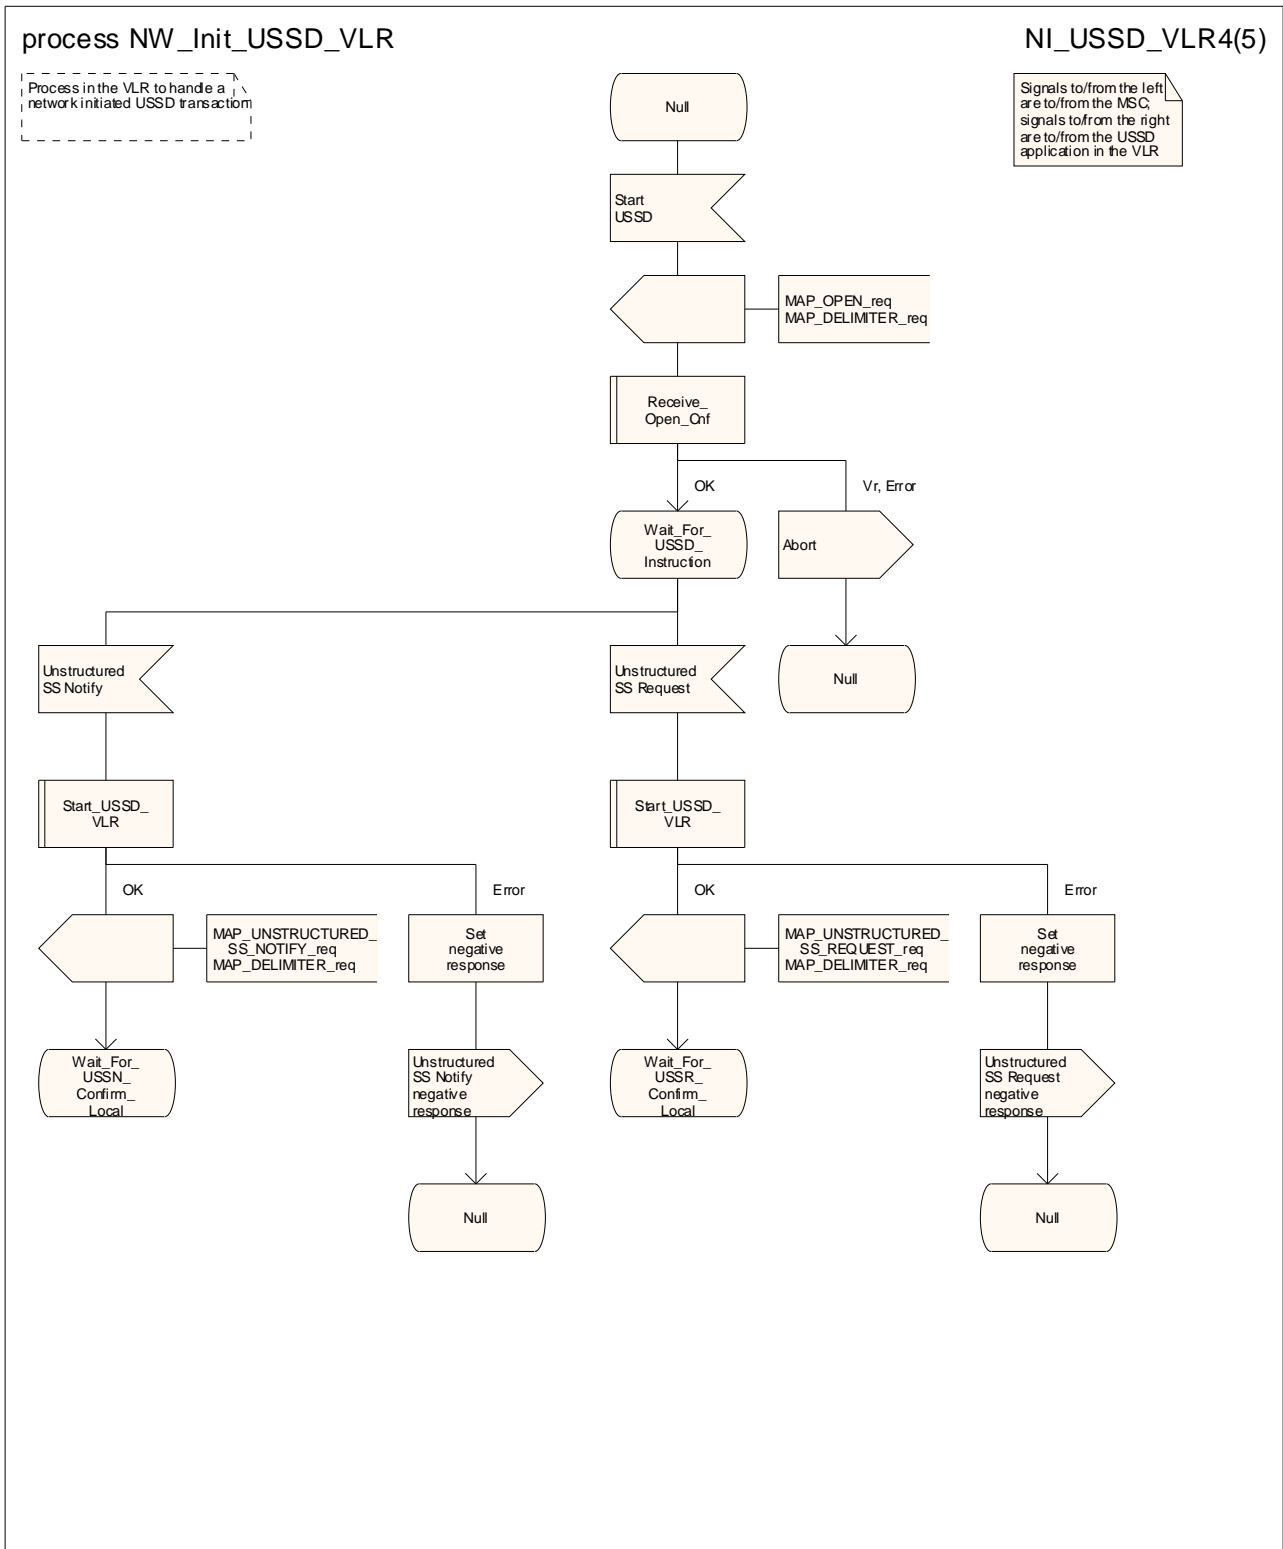 process NW_Init_USSD_VLR
NI_USSD_VLR4(5)
Process in the VLR to handle a
network initiated USSD transaction
Signals to/from the left
are to/from the MSC;
signals to/from the right
are to/from the USSD
application in the VLR
Null
Start
USSD
MAP_OPEN_req
MAP_DELIMITER_req
Receive_
Open_Cnf
OK
Vr, Error
Wait_For_
USSD_
Instruction
Abort
Unstructured
SS Notify
Unstructured
SS Request
Null
Start_USSD_
VLR
Start_USSD_
VLR
OK
Error
OK
Error
MAP_UNSTRUCTURED_
SS_NOTIFY_req
MAP_DELIMITER_req
Set
negative
response
MAP_UNSTRUCTURED_
SS_REQUEST_req
MAP_DELIMITER_req
Set
negative
response
Wait_For_
USSN_
Confirm_
Local
Unstructured
SS Notify
negative
response
Wait_For_
USSR_
Confirm_
Local
Unstructured
SS Request
negative
response
Null
Null